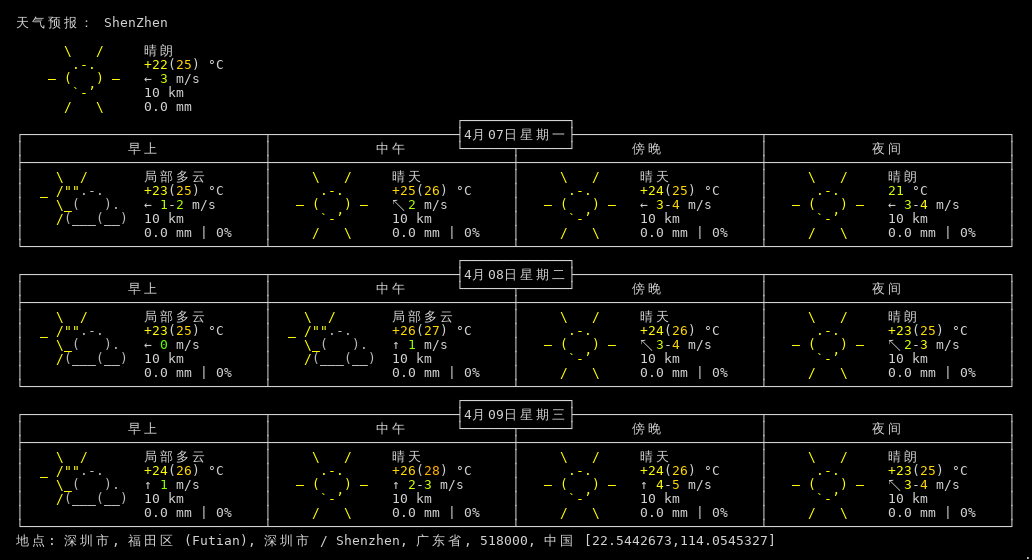 天气预报: ShenZhen
晴朗
+22(25) °C
← 3 m/s
10 km
0.0 mm
4月07日星期一
早上 中午 傍晚 夜间
局部多云 晴天 晴天 晴朗
+23(25) °C +25(26) °C +24(25) °C 21 °C
← 1-2 m/s ↖ 2 m/s ← 3-4 m/s ← 3-4 m/s
10 km 10 km 10 km 10 km
0.0 mm | 0% 0.0 mm | 0% 0.0 mm | 0% 0.0 mm | 0%
4月08日星期二
早上 中午 傍晚 夜间
局部多云 局部多云 晴天 晴朗
+23(25) °C +26(27) °C +24(26) °C +23(25) °C
← 0 m/s ↑ 1 m/s ↖ 3-4 m/s ↖ 2-3 m/s
10 km 10 km 10 km 10 km
0.0 mm | 0% 0.0 mm | 0% 0.0 mm | 0% 0.0 mm | 0%
4月09日星期三
早上 中午 傍晚 夜间
局部多云 晴天 晴天 晴朗
+24(26) °C +26(28) °C +24(26) °C +23(25) °C
↑ 1 m/s ↑ 2-3 m/s ↑ 4-5 m/s ↖ 3-4 m/s
10 km 10 km 10 km 10 km
0.0 mm | 0% 0.0 mm | 0% 0.0 mm | 0% 0.0 mm | 0%
地点: 深圳市, 福田区 (Futian), 深圳市 / Shenzhen, 广东省, 518000, 中国 [22.5442673,114.0545327]